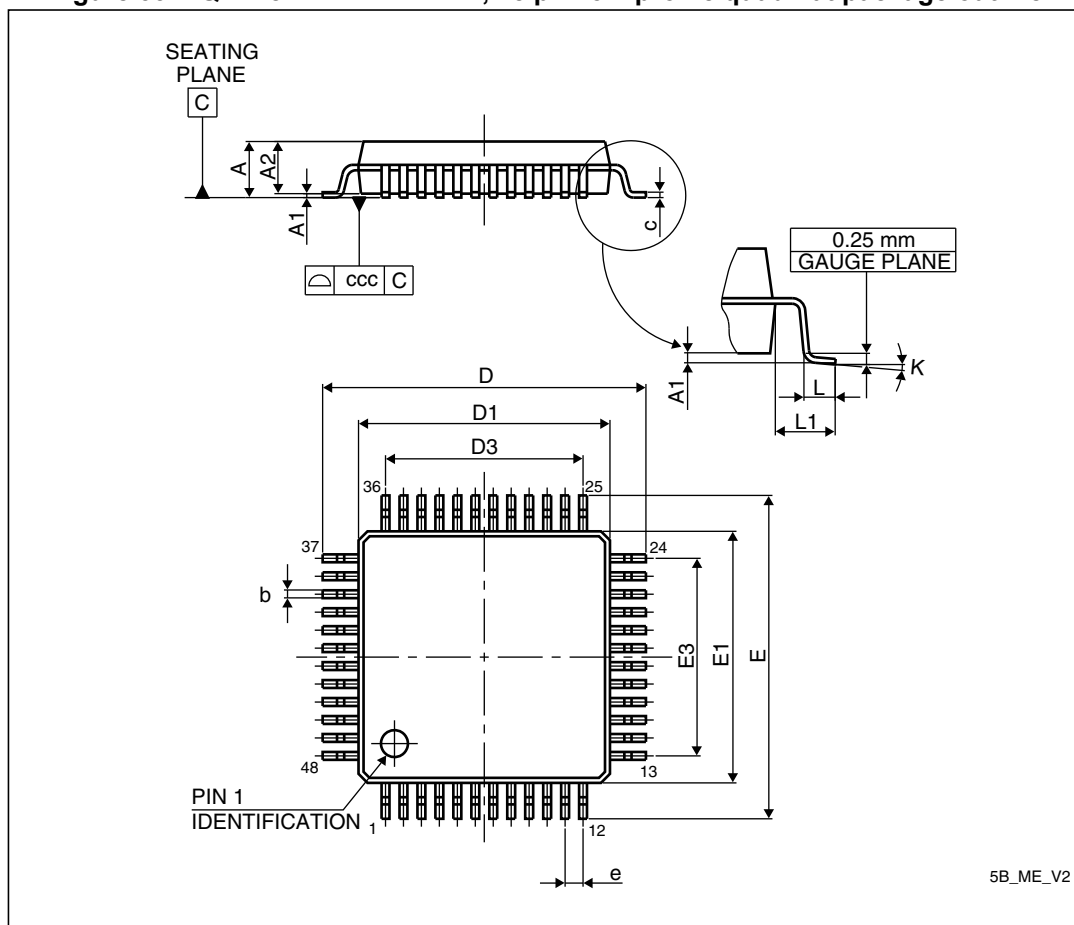 SEATING
PLANE
C
A
A2
A1
c
ccc C
0.25 mm
GAUGE PLANE
A1
K
L
L1
D
D1
D3
36
25
37
24
b
E3
E1
E
48
13
PIN 1
IDENTIFICATION
1
12
e
5B_ME_V2